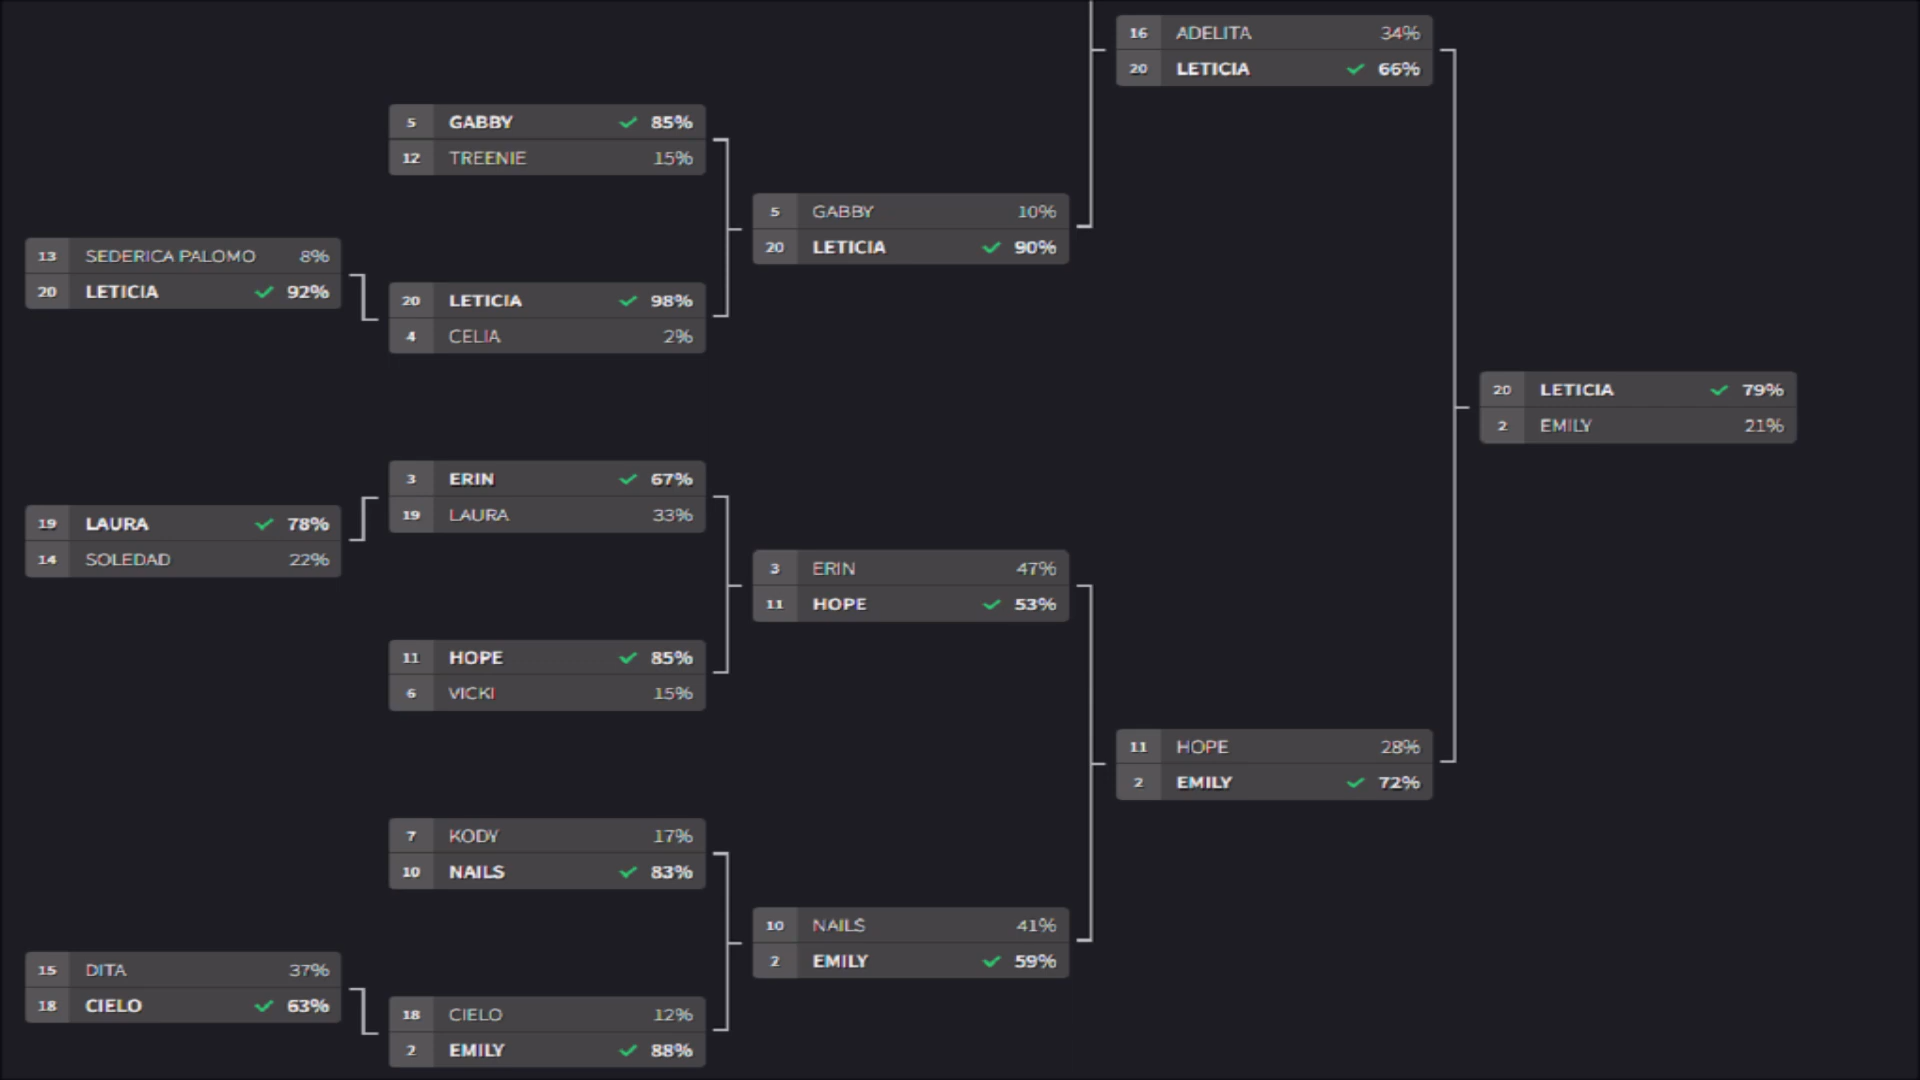 16 ADELITA 34%
20 LETICIA 66%
5 GABBY 85%
12 TREENIE 15%
5 GABBY 10%
20 LETICIA 90%
13 SEDERICA PALOMO 8%
20 LETICIA 92%
20 LETICIA 98%
4 CELIA 2%
20 LETICIA 79%
2 EMILY 21%
3 ERIN 67%
19 LAURA 33%
19 LAURA 78%
14 SOLEDAD 22%
3 ERIN 47%
11 HOPE 53%
11 HOPE 85%
6 VICKI 15%
11 HOPE 28%
2 EMILY 72%
7 KODY 17%
10 NAILS 83%
10 NAILS 41%
2 EMILY 59%
15 DITA 37%
18 CIELO 63%
18 CIELO 12%
2 EMILY 88%